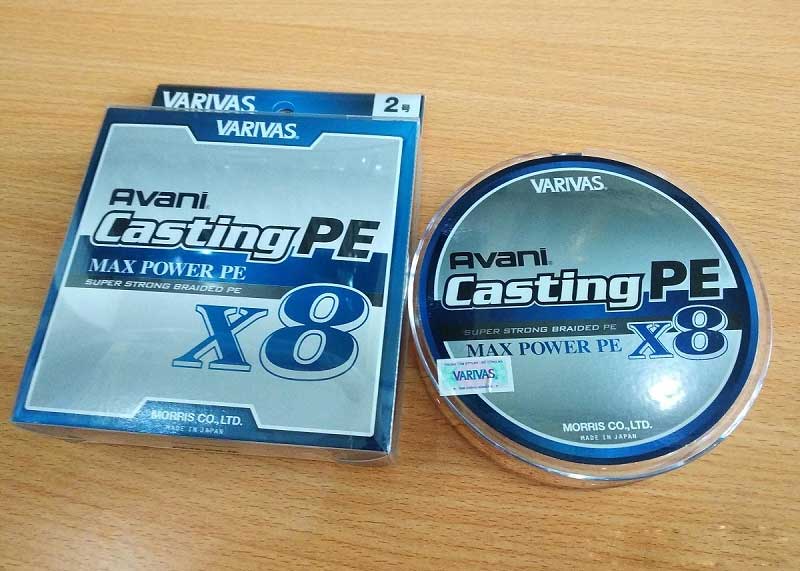 VARIVAS
2号
VARIVAS®
Avani®
Casting PE
MAX POWER PE
SUPER STRONG BRAIDED PE
X8
MORRIS CO.,LTD.
MADE IN JAPAN
VARIVAS®
Avani®
Casting PE
SUPER STRONG BRAIDED PE
MAX POWER PE X8
VARIVAS
MORRIS CO.,LTD.
MADE IN JAPAN